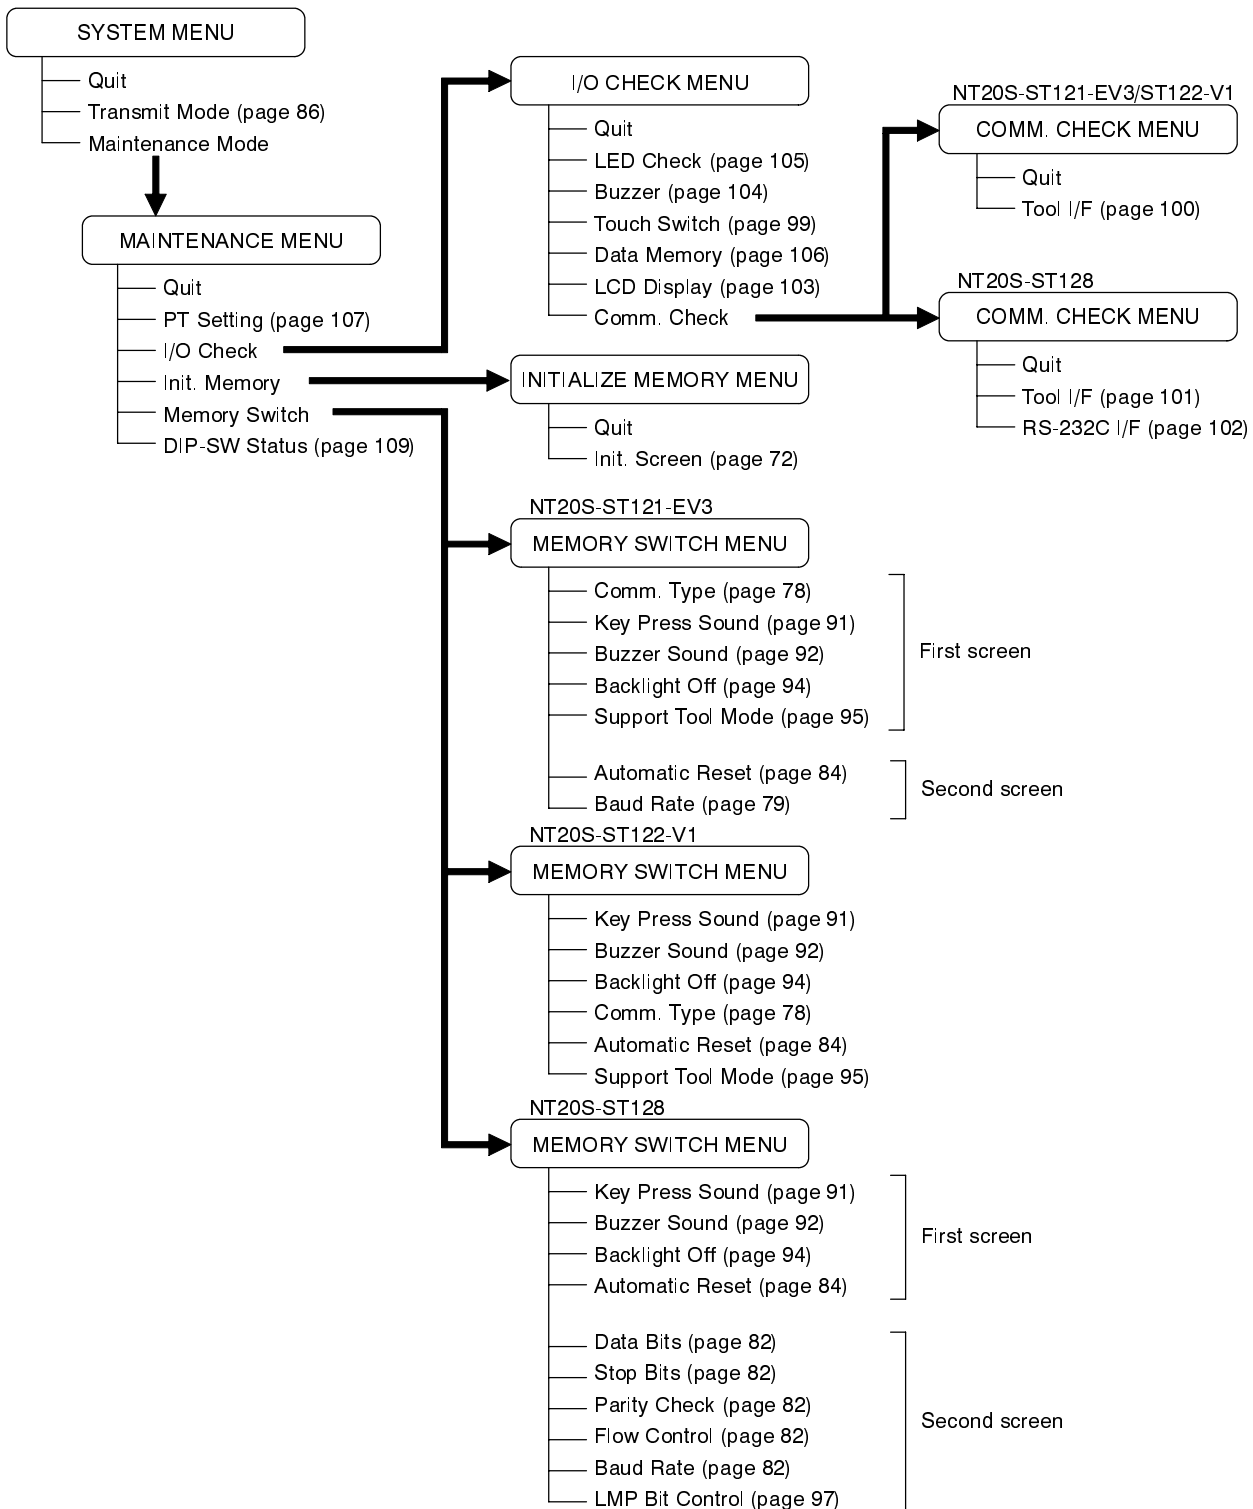 SYSTEM MENU
Quit
Transmit Mode (page 86)
Maintenance Mode
MAINTENANCE MENU
Quit
PT Setting (page 107)
I/O Check
Init. Memory
Memory Switch
DIP-SW Status (page 109)
I/O CHECK MENU
Quit
LED Check (page 105)
Buzzer (page 104)
Touch Switch (page 99)
Data Memory (page 106)
LCD Display (page 103)
Comm. Check
NT20S-ST121-EV3/ST122-V1
COMM. CHECK MENU
Quit
Tool I/F (page 100)
NT20S-ST128
COMM. CHECK MENU
Quit
Tool I/F (page 101)
RS-232C I/F (page 102)
INITIALIZE MEMORY MENU
Quit
Init. Screen (page 72)
NT20S-ST121-EV3
MEMORY SWITCH MENU
Comm. Type (page 78)
Key Press Sound (page 91)
Buzzer Sound (page 92)
Backlight Off (page 94)
Support Tool Mode (page 95)
First screen
Automatic Reset (page 84)
Baud Rate (page 79)
Second screen
NT20S-ST122-V1
MEMORY SWITCH MENU
Key Press Sound (page 91)
Buzzer Sound (page 92)
Backlight Off (page 94)
Comm. Type (page 78)
Automatic Reset (page 84)
Support Tool Mode (page 95)
NT20S-ST128
MEMORY SWITCH MENU
Key Press Sound (page 91)
Buzzer Sound (page 92)
Backlight Off (page 94)
Automatic Reset (page 84)
First screen
Data Bits (page 82)
Stop Bits (page 82)
Parity Check (page 82)
Flow Control (page 82)
Baud Rate (page 82)
LMP Bit Control (page 97)
Second screen